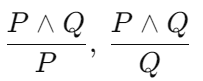 P ∧ Q / P, P ∧ Q / Q